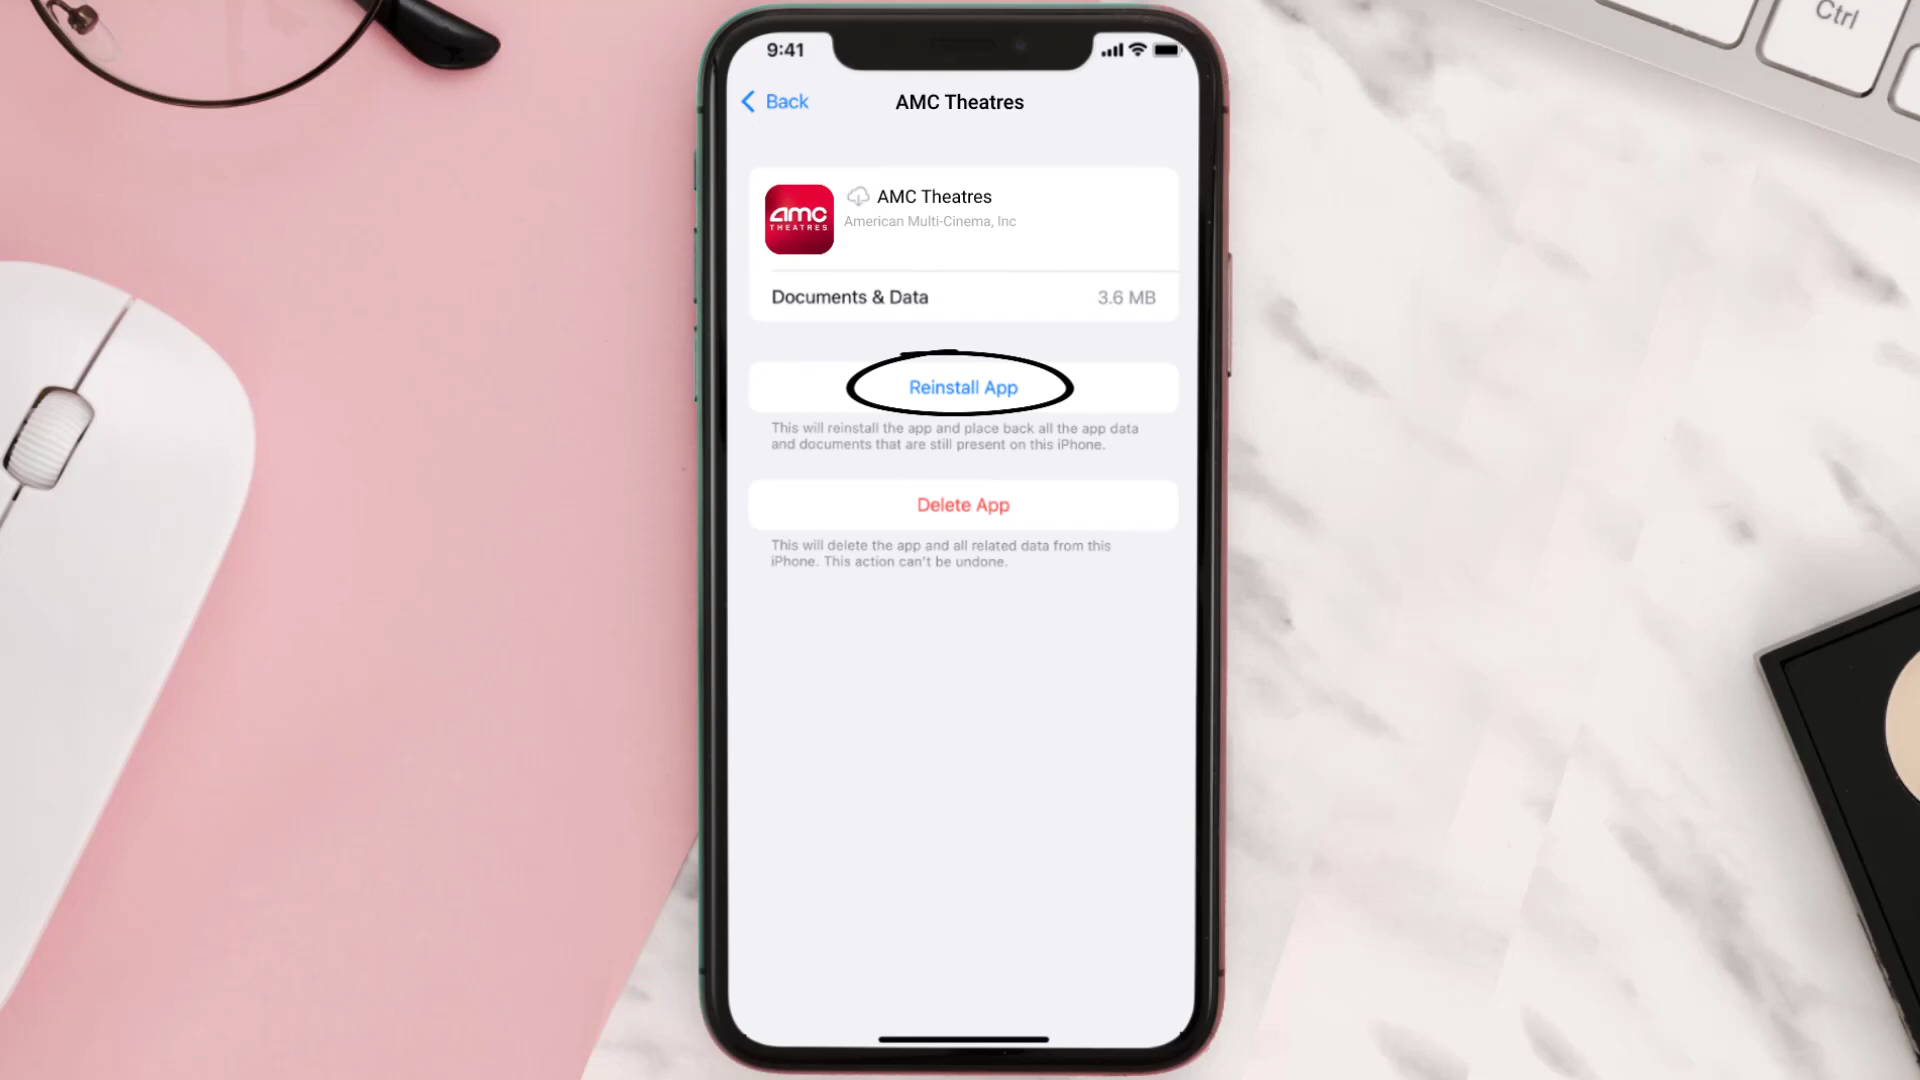 Ctrl
9:41
Back
AMC Theatres
amc
THEATRES
AMC Theatres
American Multi-Cinema, Inc
Documents & Data
3.6 MB
Reinstall App
This will reinstall the app and place back all the app data
and documents that are still present on this iPhone.
Delete App
This will delete the app and all related data from this
iPhone. This action can't be undone.